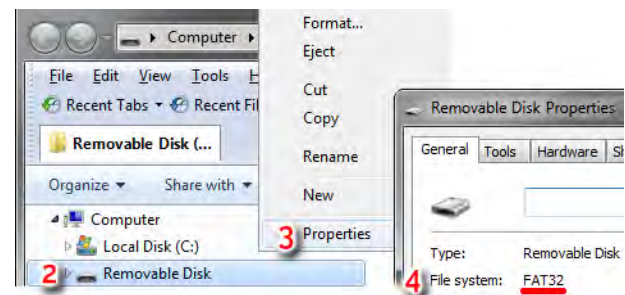 Computer
File Edit View Tools H
Recent Tabs Recent Fil
Removable Disk (...
Organize Share with
Computer
Local Disk (C:)
2 Removable Disk
Format...
Eject
Cut
Copy
Rename
New
3 Properties
Removable Disk Properties
General Tools Hardware Sh
Type: Removable Disk
4 File system: FAT32